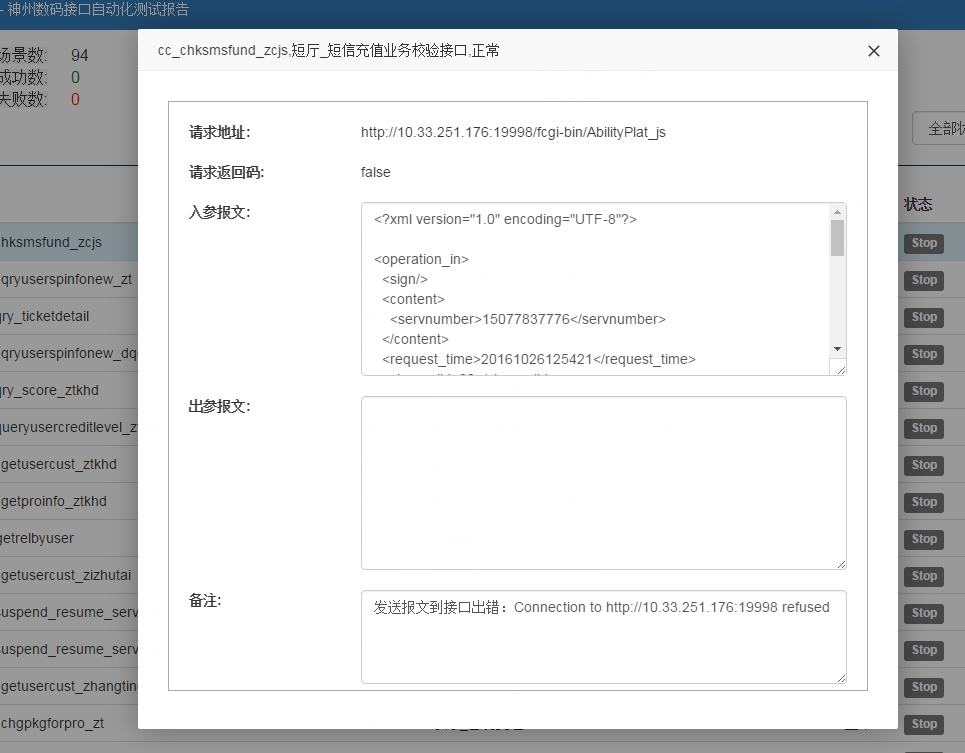 - 神州数码接口自动化测试报告
场景数: 94
成功数: 0
失败数: 0
cc_chksmsfund_zcjs,短厅_短信充值业务校验接口,正常
请求地址: http://10.33.251.176:19998/fcgi-bin/AbilityPlat_js
请求返回码: false
入参报文:
<?xml version="1.0" encoding="UTF-8"?>
<operation_in>
<sign/>
<content>
<servnumber>15077837776</servnumber>
</content>
<request_time>20161026125421</request_time>
出参报文:
备注:
发送报文到接口出错：Connection to http://10.33.251.176:19998 refused
全部状
状态
hksmsfund_zcjs Stop
qryuserspinfonew_zt Stop
qry_ticketdetail Stop
qryuserspinfonew_dq Stop
qry_score_ztkhd Stop
queryusercreditlevel_z Stop
getusercust_ztkhd Stop
getproinfo_ztkhd Stop
getrelbyuser Stop
getusercust_zizhutai Stop
suspend_resume_serv Stop
suspend_resume_serv Stop
getusercust_zhangting Stop
chgpkgforpro_zt Stop